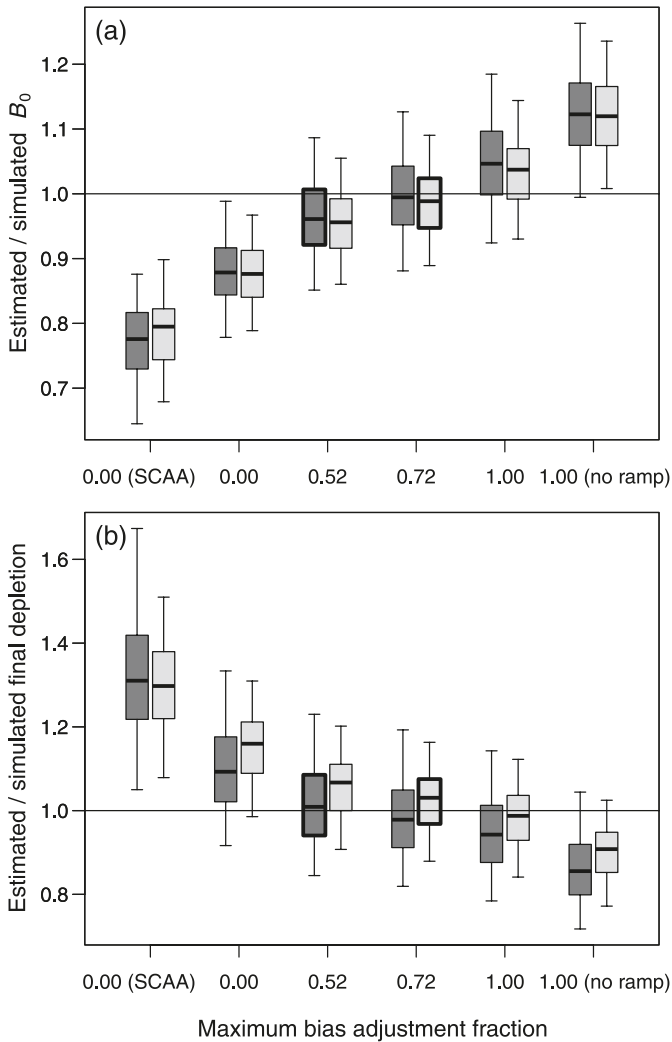 (a)
Estimated / simulated B0
1.2
1.1
1.0
0.9
0.8
0.7
0.00 (SCAA) 0.00 0.52 0.72 1.00 1.00 (no ramp)
(b)
Estimated / simulated final depletion
1.6
1.4
1.2
1.0
0.8
0.00 (SCAA) 0.00 0.52 0.72 1.00 1.00 (no ramp)
Maximum bias adjustment fraction